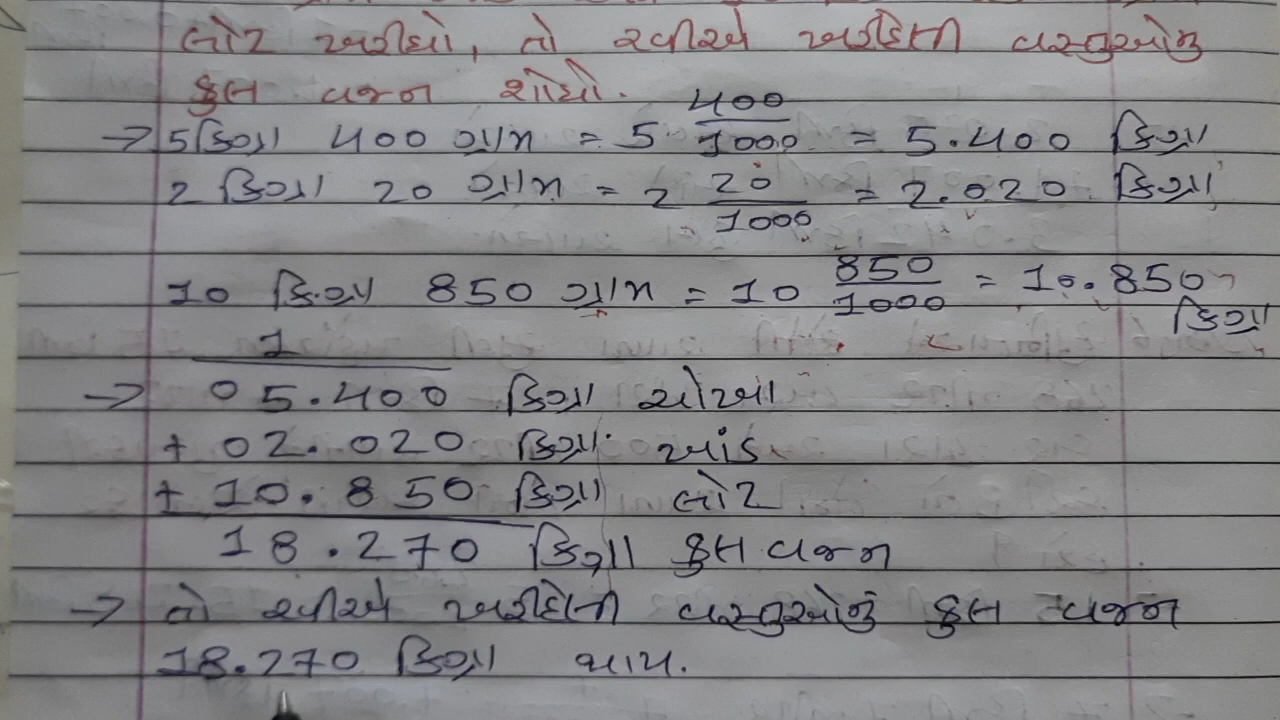 લોટ ખરીદ્યો, તો રવીએ ખરીદેલી વસ્તુઓનું
કુલ વજન શોધો.
→ 5 કિગ્રા 400 ગ્રામ = 5 400/1000 = 5.400 કિગ્રા
2 કિગ્રા 20 ગ્રામ = 2 20/1000 = 2.020 કિગ્રા
10 કિ.ગ્રા 850 ગ્રામ = 10 850/1000 = 10.850
કિગ્રા
1
→ 05.400 કિગ્રા ચોખા
+ 02.020 કિગ્રા ખાંડ
+ 10.850 કિગ્રા લોટ
18.270 કિગ્રા કુલ વજન
→ તો રવીએ ખરીદેલી વસ્તુઓનું કુલ વજન
18.270 કિગ્રા થાય.